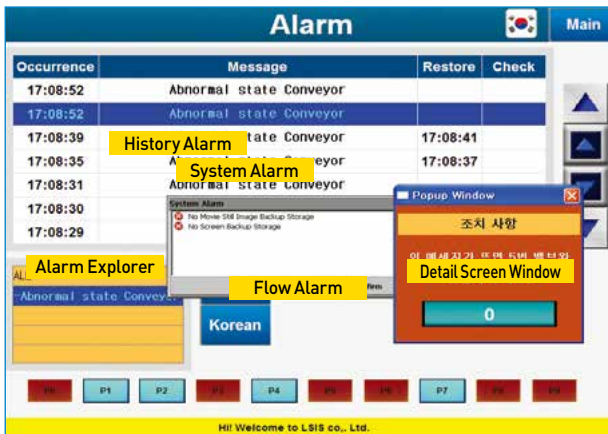 Alarm
Main
Occurrence Message Restore Check
17:08:52 Abnormal state Conveyor
17:08:52 Abnormal state Conveyor
17:08:39 tate Conveyor 17:08:41
History Alarm
17:08:35 tate Conveyor 17:08:37
System Alarm
17:08:31 Abnormal state Conveyor
17:08:30
17:08:29
System Alarm
No Movie Still Image Backup Storage
No Screen Backup Storage
Popup Window
조치 사항
Detail Screen Window
0
Alarm Explorer
Abnormal state Conveyor
Flow Alarm
Korean
P1 P2 P4 P7
Hi! Welcome to LSIS co,. Ltd.